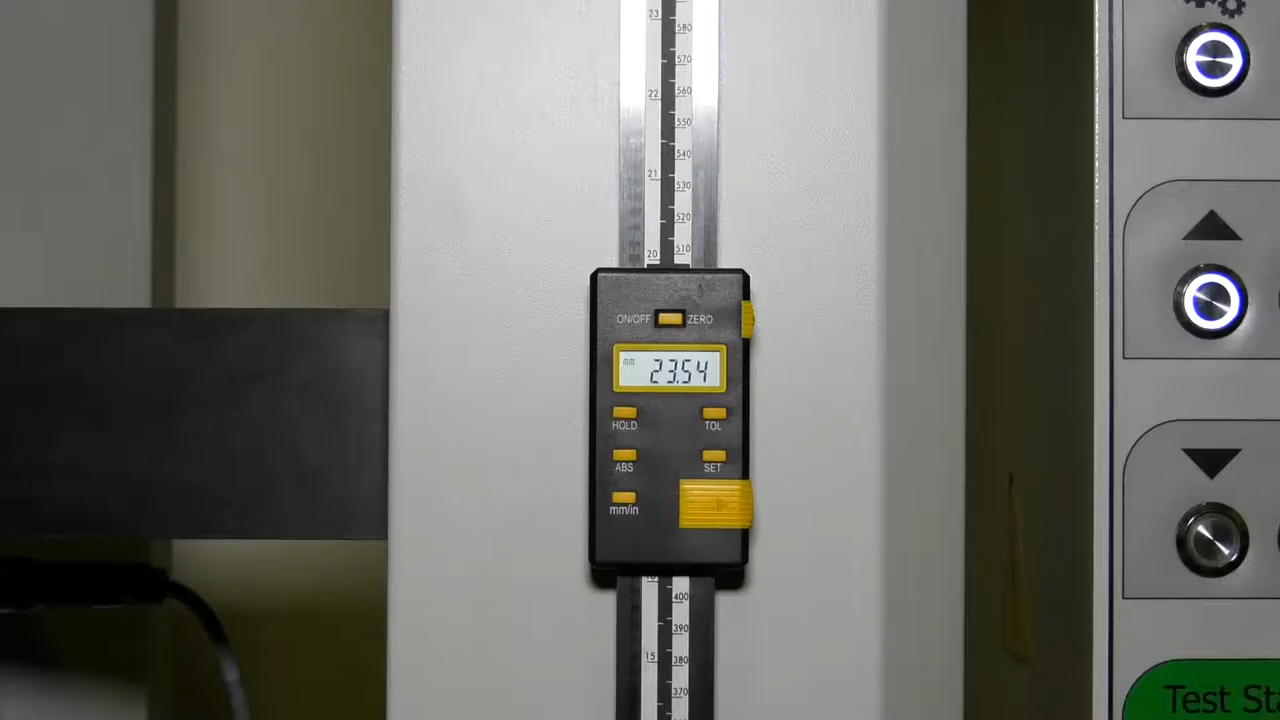 23
580
570
22
560
550
540
21
530
520
20
510
ON/OFF ZERO
mm 23.54
HOLD TOL
ABS SET
mm/in
400
390
15
380
370
Test Sta